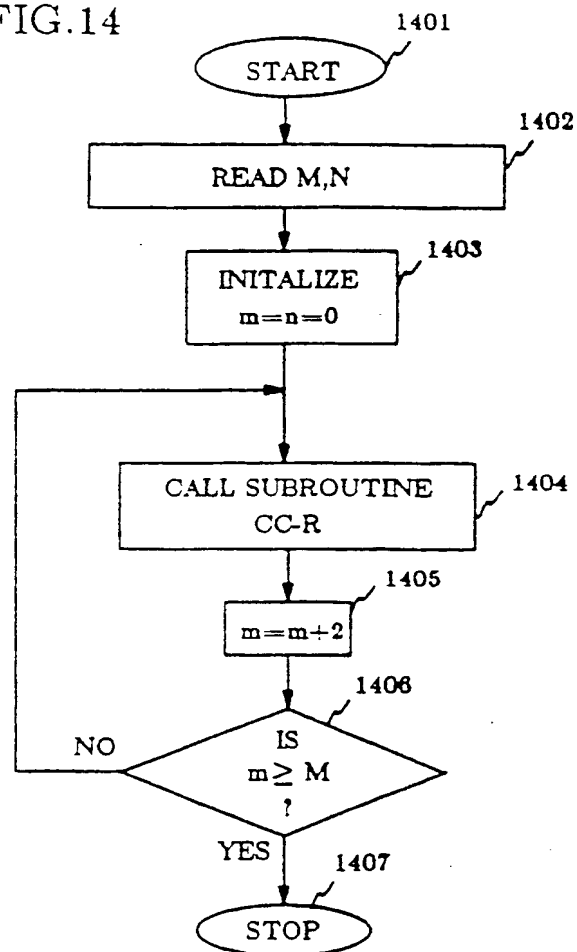 FIG.14
1401
START
1402
READ M,N
1403
INITALIZE
m=n=0
CALL SUBROUTINE
CC-R
1404
1405
m=m+2
1406
IS
m≥ M
?
NO
YES
1407
STOP